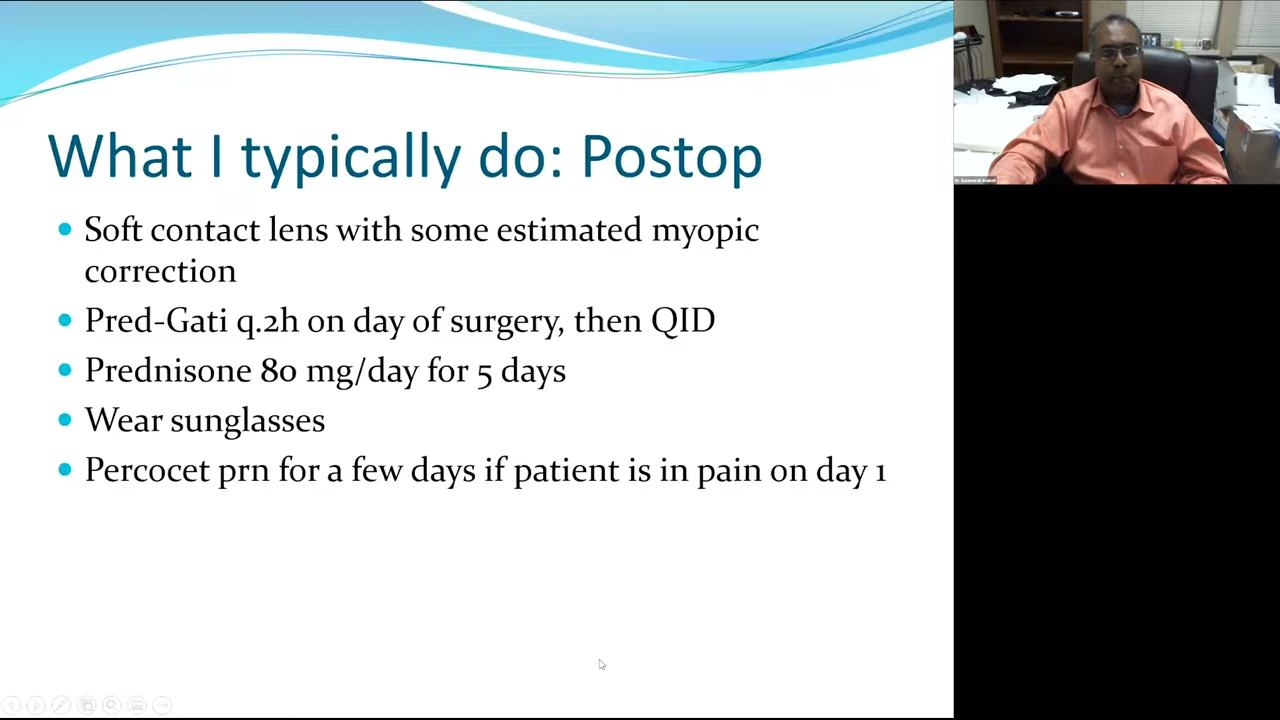 What I typically do: Postop
Soft contact lens with some estimated myopic
correction
Pred-Gati q.2h on day of surgery, then QID
Prednisone 80 mg/day for 5 days
Wear sunglasses
Percocet prn for a few days if patient is in pain on day 1